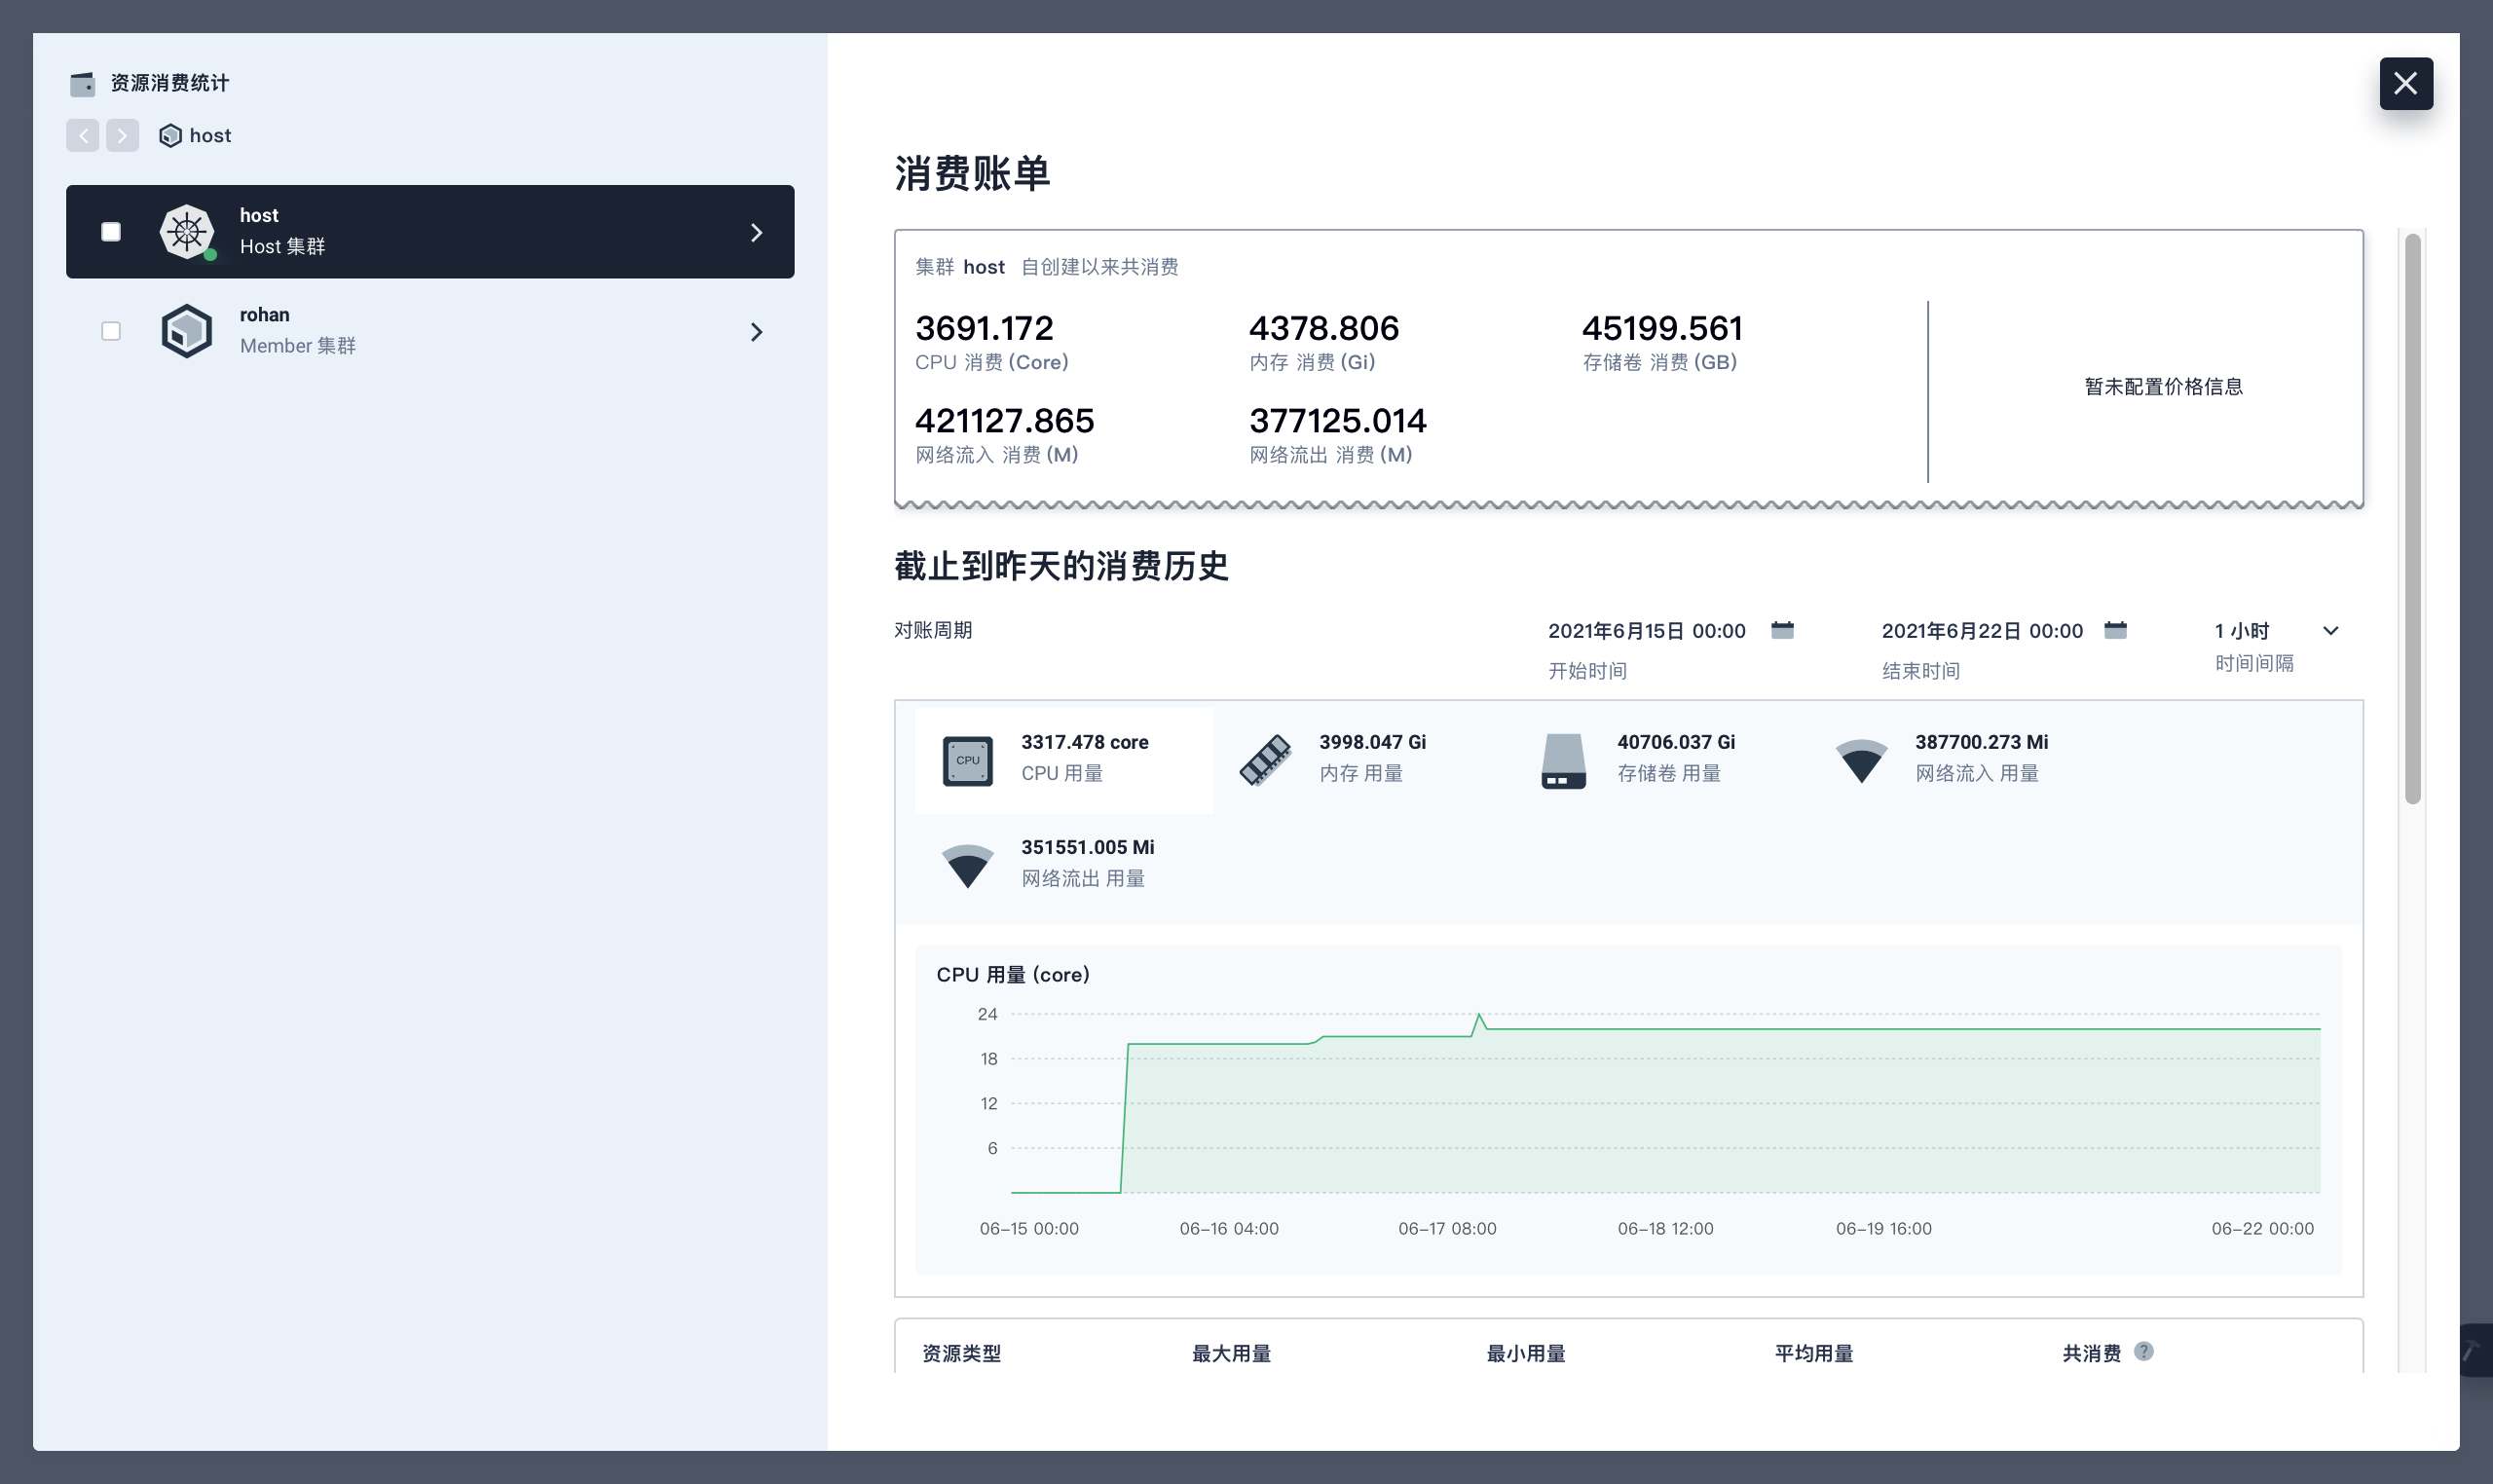 资源消费统计
host
host
Host 集群
rohan
Member 集群
消费账单
集群 host 自创建以来共消费
3691.172
CPU 消费 (Core)
4378.806
内存 消费 (Gi)
45199.561
存储卷 消费 (GB)
421127.865
网络流入 消费 (M)
377125.014
网络流出 消费 (M)
暂未配置价格信息
截止到昨天的消费历史
对账周期
2021年6月15日 00:00
开始时间
2021年6月22日 00:00
结束时间
1 小时
时间间隔
CPU
3317.478 core
CPU 用量
3998.047 Gi
内存 用量
40706.037 Gi
存储卷 用量
387700.273 Mi
网络流入 用量
351551.005 Mi
网络流出 用量
CPU 用量 (core)
24
18
12
6
06-15 00:00 06-16 04:00 06-17 08:00 06-18 12:00 06-19 16:00 06-22 00:00
资源类型 最大用量 最小用量 平均用量 共消费 ?